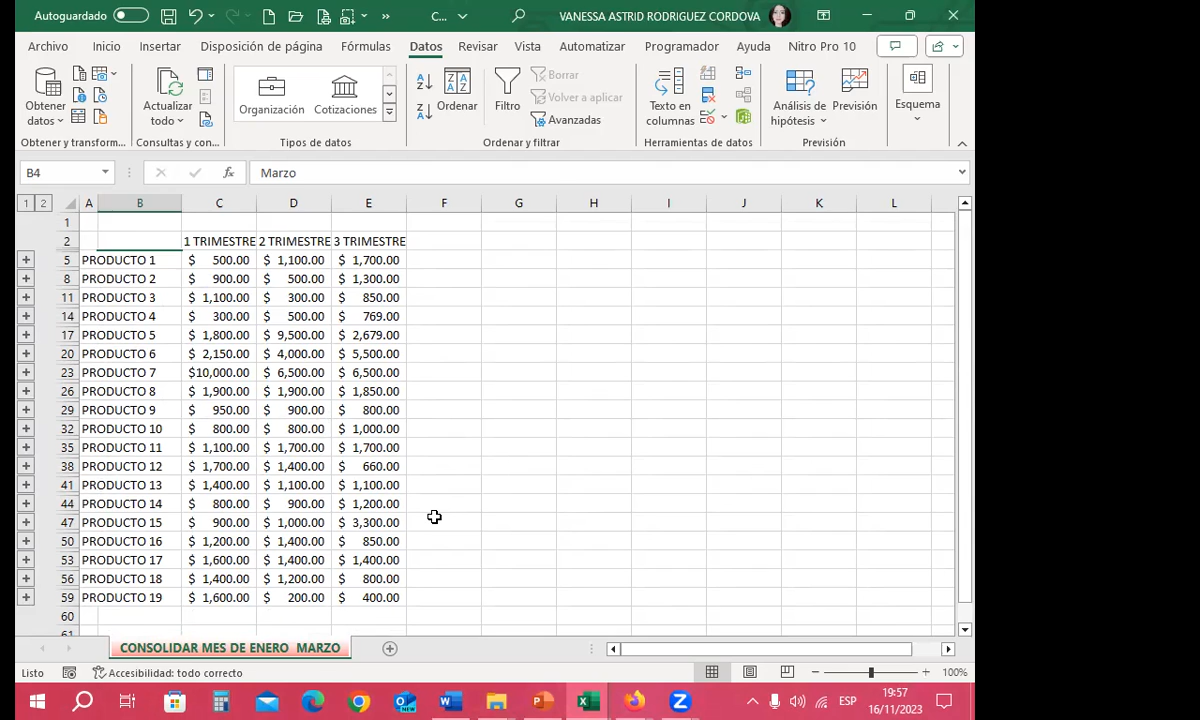 Autoguardado C... VANESSA ASTRID RODRIGUEZ CORDOVA
Archivo Inicio Insertar Disposición de página Fórmulas Datos Revisar Vista Automatizar Programador Ayuda Nitro Pro 10
Obtener datos Actualizar todo Organización Cotizaciones Ordenar Filtro Borrar Volver a aplicar Avanzadas Texto en columnas Análisis de hipótesis Previsión Esquema
Obtener y transform... Consultas y con... Tipos de datos Ordenar y filtrar Herramientas de datos Previsión
B4 fx Marzo
1 2 A B C D E F G H I J K L
1
2 1 TRIMESTRE 2 TRIMESTRE 3 TRIMESTRE
5 PRODUCTO 1 $ 500.00 $ 1,100.00 $ 1,700.00
8 PRODUCTO 2 $ 900.00 $ 500.00 $ 1,300.00
11 PRODUCTO 3 $ 1,100.00 $ 300.00 $ 850.00
14 PRODUCTO 4 $ 300.00 $ 500.00 $ 769.00
17 PRODUCTO 5 $ 1,800.00 $ 9,500.00 $ 2,679.00
20 PRODUCTO 6 $ 2,150.00 $ 4,000.00 $ 5,500.00
23 PRODUCTO 7 $10,000.00 $ 6,500.00 $ 6,500.00
26 PRODUCTO 8 $ 1,900.00 $ 1,900.00 $ 1,850.00
29 PRODUCTO 9 $ 950.00 $ 900.00 $ 800.00
32 PRODUCTO 10 $ 800.00 $ 800.00 $ 1,000.00
35 PRODUCTO 11 $ 1,100.00 $ 1,700.00 $ 1,700.00
38 PRODUCTO 12 $ 1,700.00 $ 1,400.00 $ 660.00
41 PRODUCTO 13 $ 1,400.00 $ 1,100.00 $ 1,100.00
44 PRODUCTO 14 $ 800.00 $ 900.00 $ 1,200.00
47 PRODUCTO 15 $ 900.00 $ 1,000.00 $ 3,300.00
50 PRODUCTO 16 $ 1,200.00 $ 1,400.00 $ 850.00
53 PRODUCTO 17 $ 1,600.00 $ 1,400.00 $ 1,400.00
56 PRODUCTO 18 $ 1,400.00 $ 1,200.00 $ 800.00
59 PRODUCTO 19 $ 1,600.00 $ 200.00 $ 400.00
60
61
CONSOLIDAR MES DE ENERO MARZO
Listo Accesibilidad: todo correcto 100%
ESP 19:57
16/11/2023